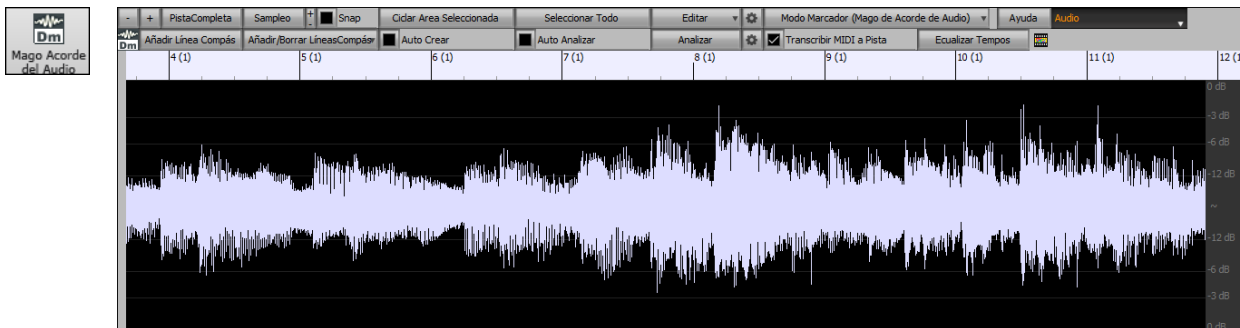 Dm
Mago Acorde
del Audio
- + PistaCompleta Sampleo + - Snap Ciclar Area Seleccionada Seleccionar Todo Editar Modo Marcador (Mago de Acorde de Audio) Ayuda Audio
Dm Añadir Línea Compás Añadir/Borrar LíneasCompás Auto Crear Auto Analizar Analizar Transcribir MIDI a Pista Ecualizar Tempos
4 (1) 5 (1) 6 (1) 7 (1) 8 (1) 9 (1) 10 (1) 11 (1) 12 (1
0 dB
-3 dB
-6 dB
-12 dB
~
-12 dB
-6 dB
-3 dB
0 dB